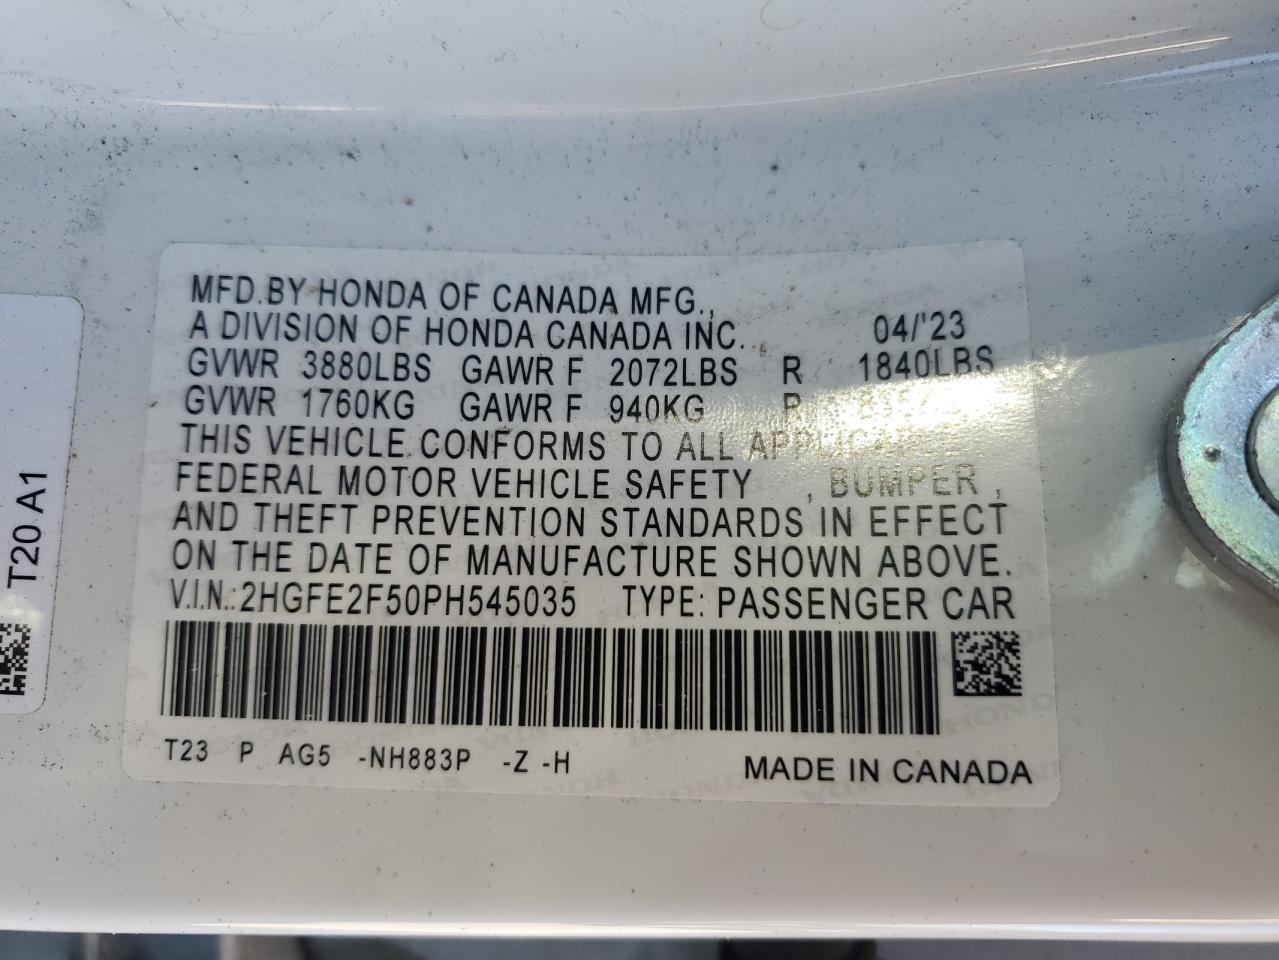 MFD.BY HONDA OF CANADA MFG.,
A DIVISION OF HONDA CANADA INC. 04/'23
GVWR 3880LBS GAWR F 2072LBS R 1840LBS
GVWR 1760KG GAWR F 940KG R
THIS VEHICLE CONFORMS TO ALL APPLICABLE
FEDERAL MOTOR VEHICLE SAFETY , BUMPER ,
AND THEFT PREVENTION STANDARDS IN EFFECT
ON THE DATE OF MANUFACTURE SHOWN ABOVE.
V.I.N.:2HGFE2F50PH545035 TYPE: PASSENGER CAR
T23 P AG5 -NH883P -Z -H
MADE IN CANADA
T20 A1